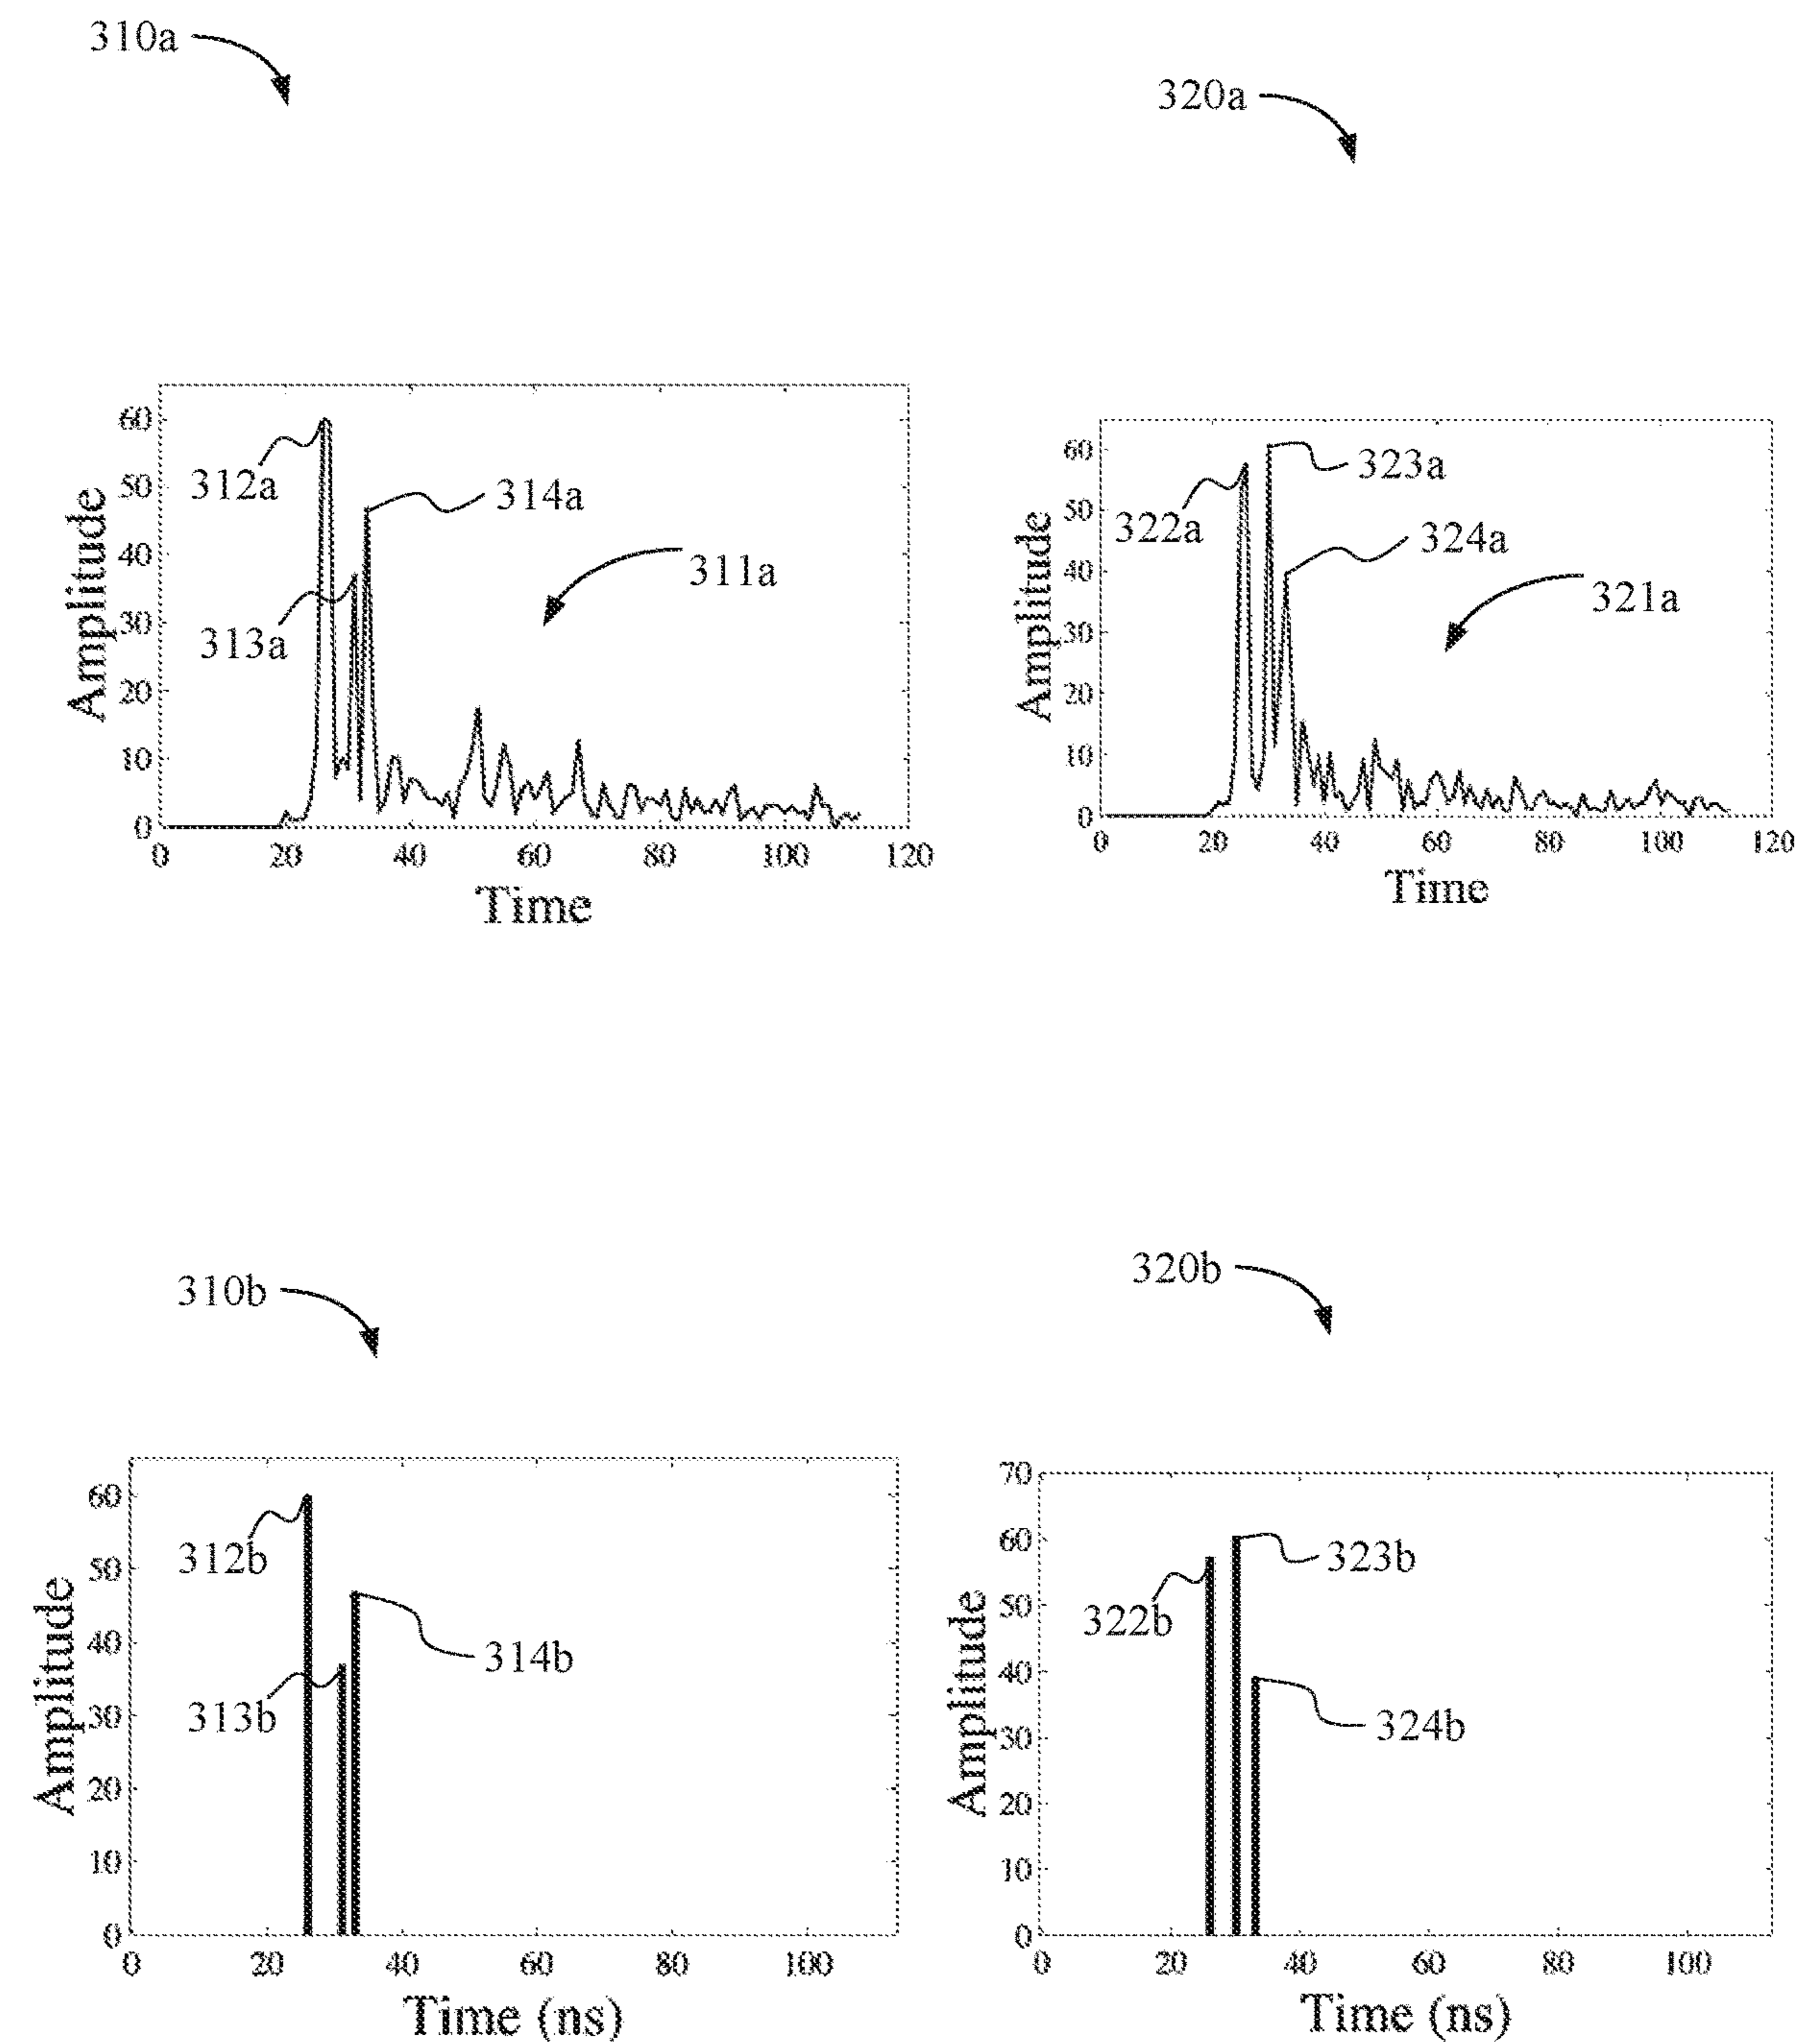 310a
320a
60
312a
50
314a
40
311a
30
313a
20
10
0
Amplitude
0 20 40 60 80 100 120
Time
60
323a
50
322a
324a
40
321a
30
20
10
0
Amplitude
0 20 40 60 80 100 120
Time
310b
320b
60
312b
50
40
314b
30
313b
20
10
0
Amplitude
0 20 40 60 80 100
Time (ns)
70
60
323b
50
322b
40
324b
30
20
10
0
Amplitude
0 20 40 60 80 100
Time (ns)